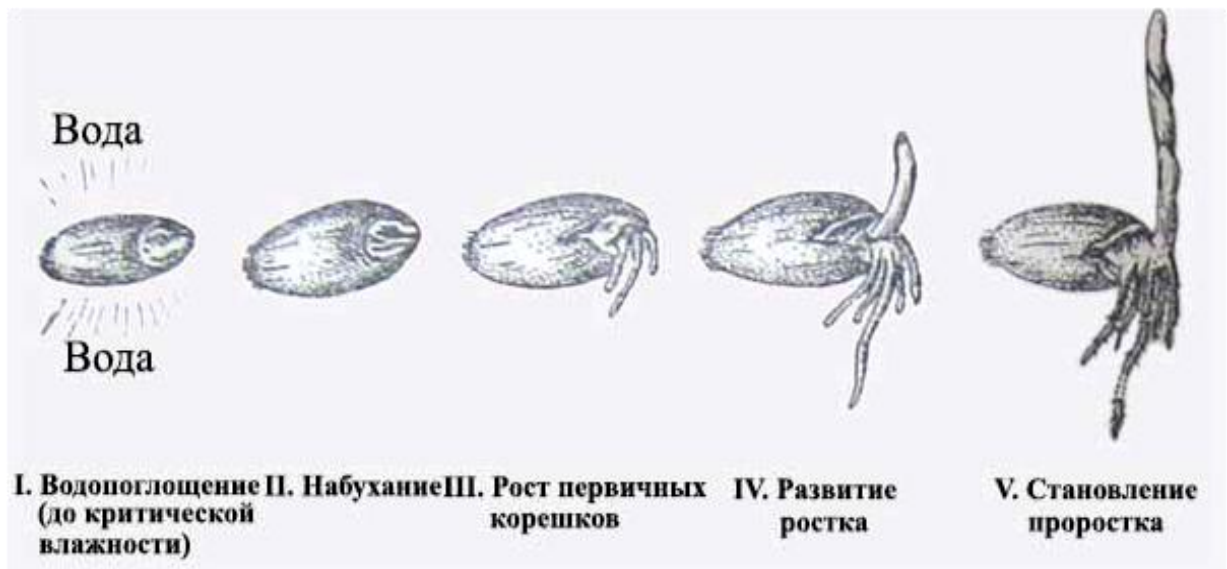 Вода
Вода
I. Водопоглощение
(до критической
влажности)
II. Набухание
III. Рост первичных
корешков
IV. Развитие
ростка
V. Становление
проростка